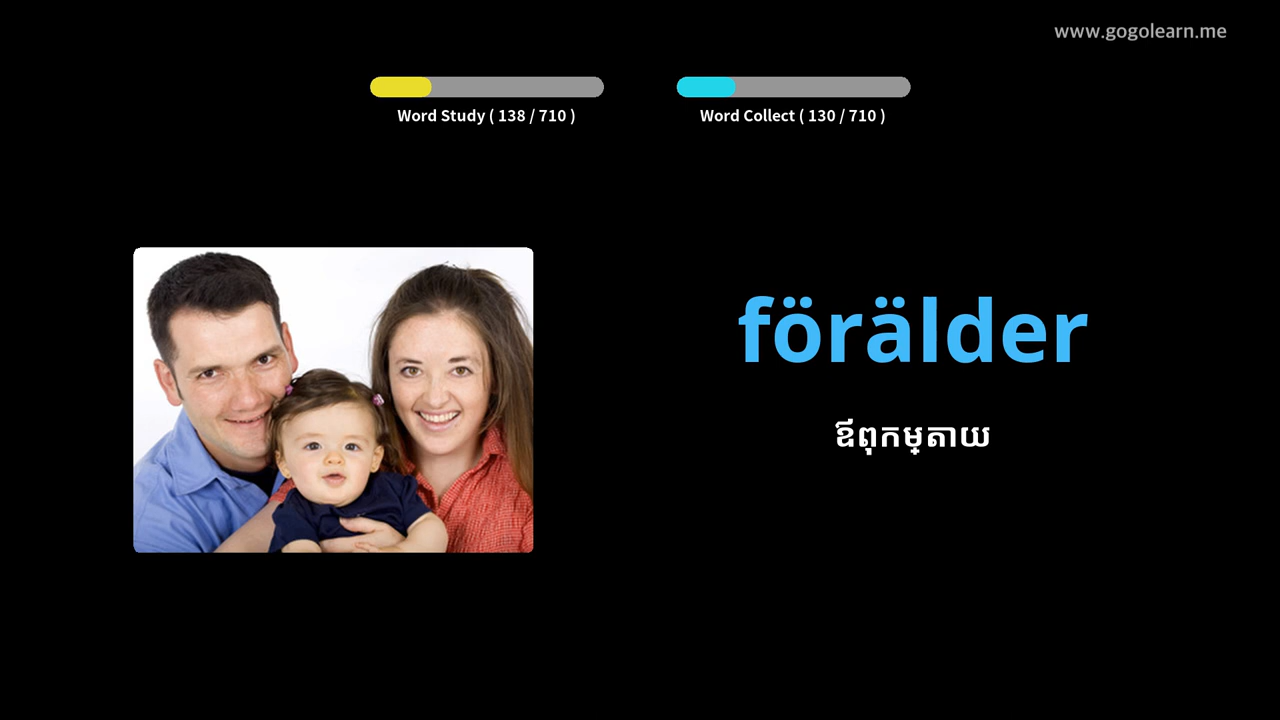 www.gogolearn.me
Word Study ( 138 / 710 )
Word Collect ( 130 / 710 )
förälder
ឪពុកម្តាយ